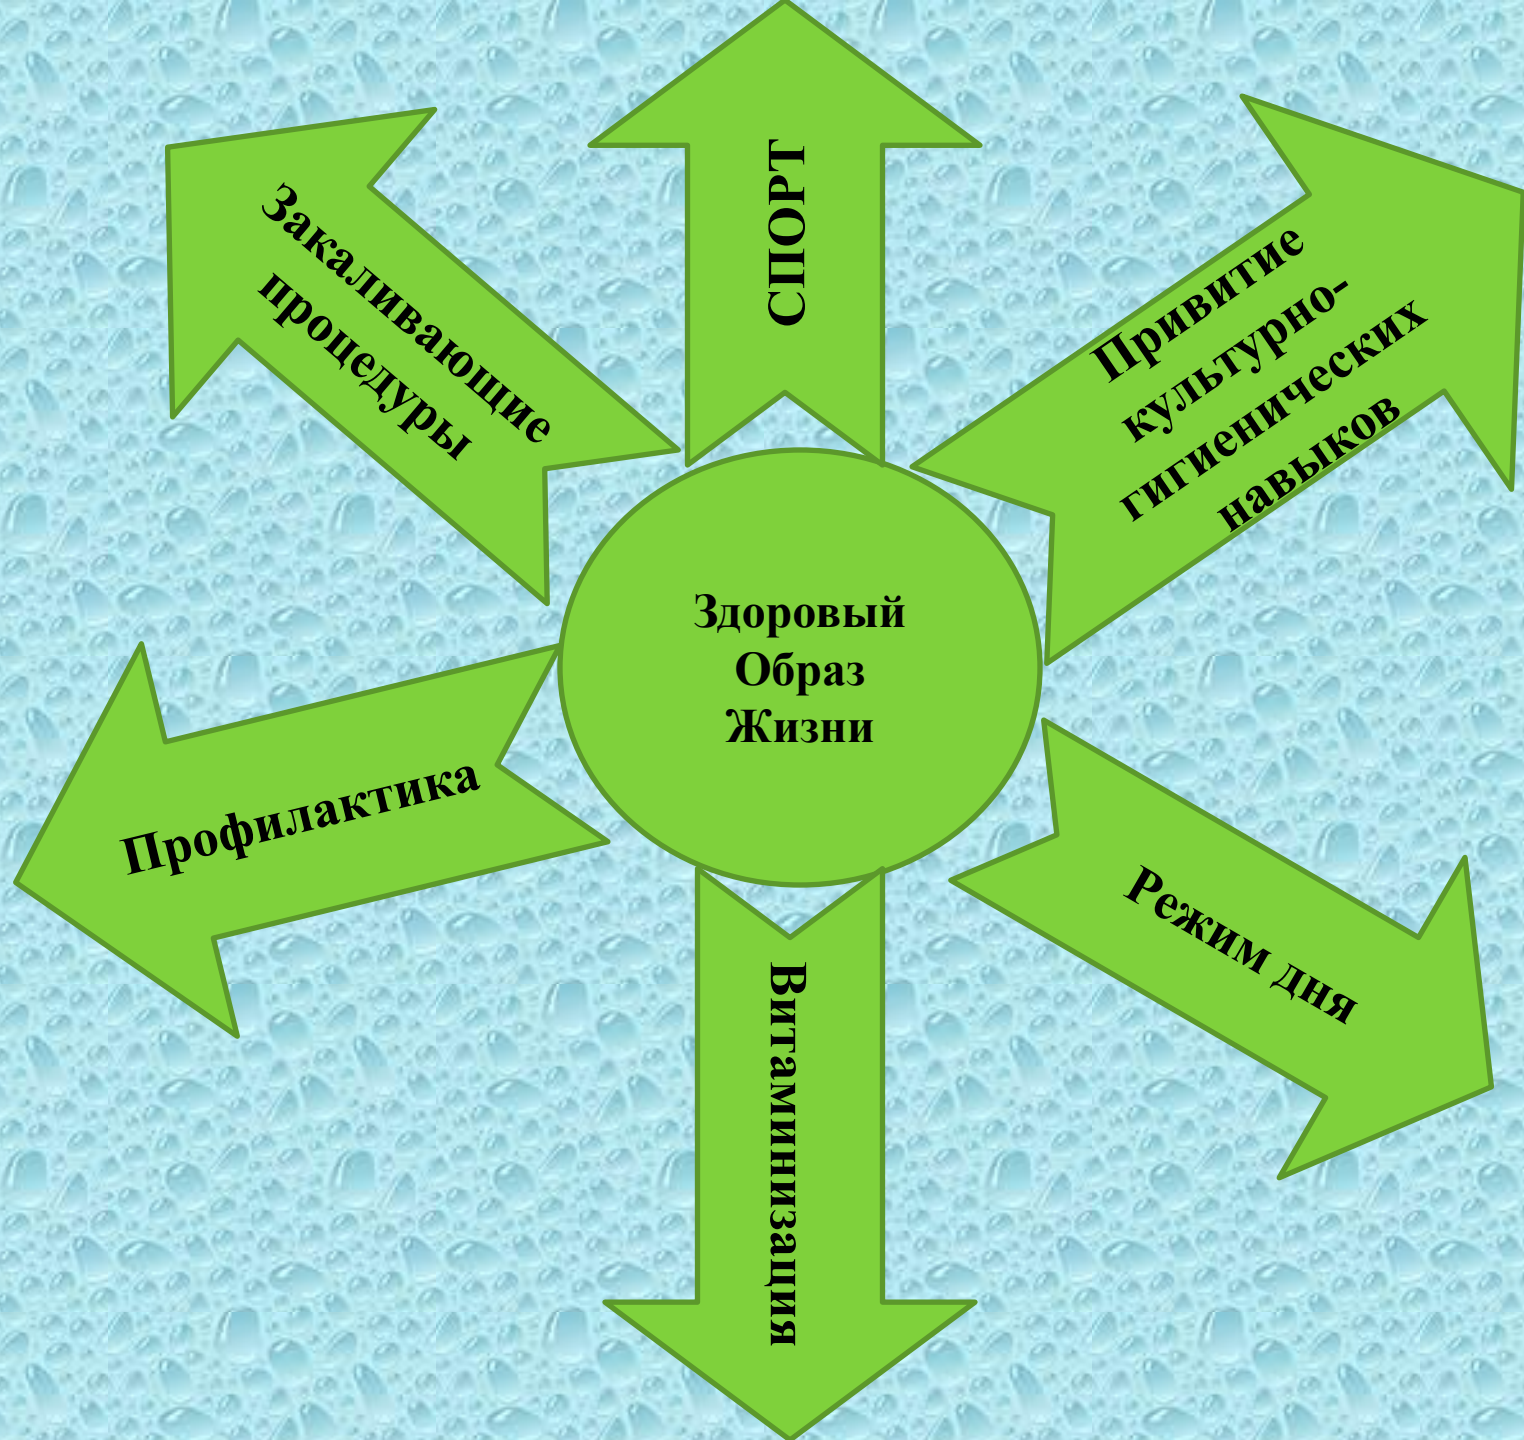 СПОРТ
Закаливающие
процедуры
Привитие
культурно-
гигиенических
навыков
Здоровый
Образ
Жизни
Профилактика
Режим дня
Витаминизация